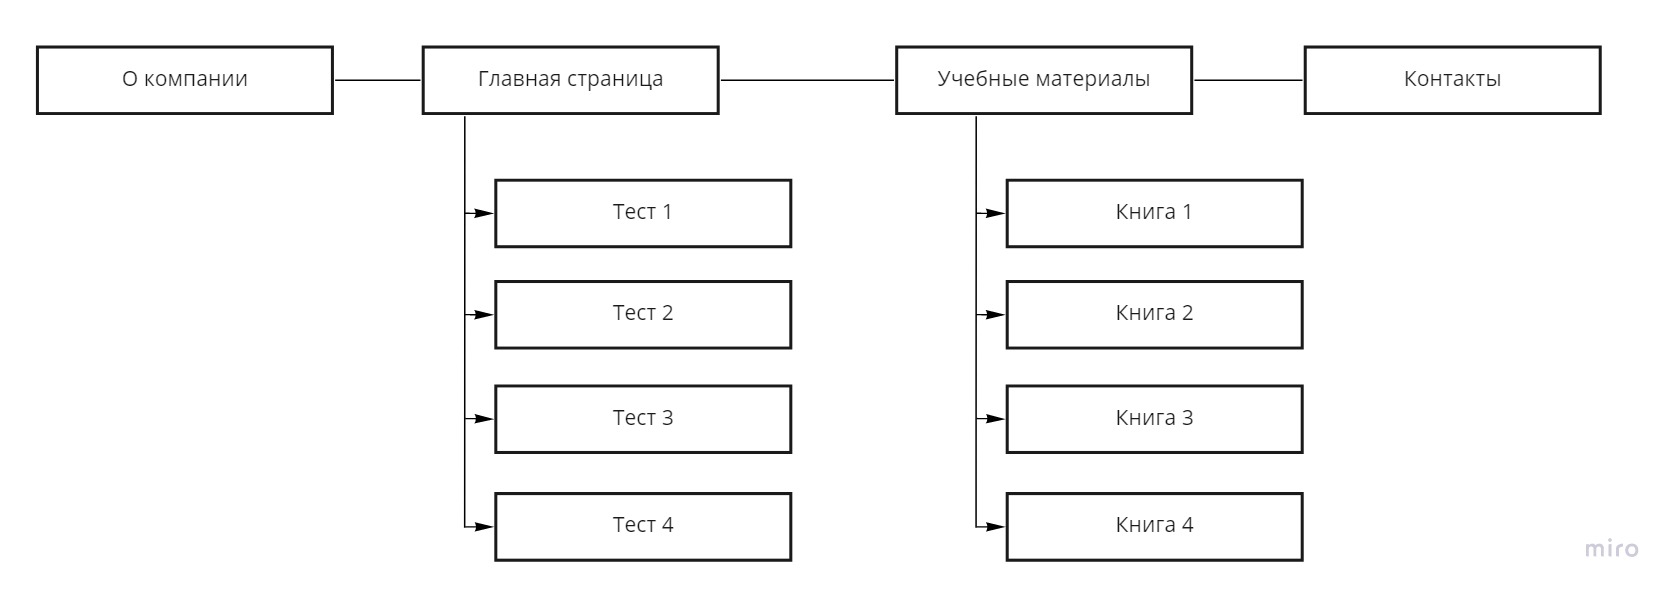 О компании
Главная страница
Учебные материалы
Контакты
Тест 1
Книга 1
Тест 2
Книга 2
Тест 3
Книга 3
Тест 4
Книга 4
miro